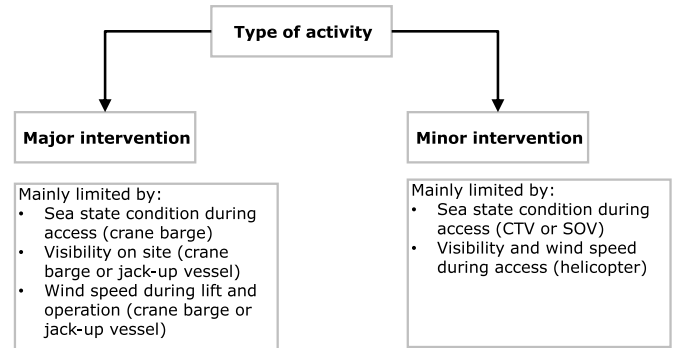 Type of activity
Major intervention
Minor intervention
Mainly limited by:
• Sea state condition during
access (crane barge)
• Visibility on site (crane
barge or jack-up vessel)
• Wind speed during lift and
operation (crane barge or
jack-up vessel)
Mainly limited by:
• Sea state condition during
access (CTV or SOV)
• Visibility and wind speed
during access (helicopter)